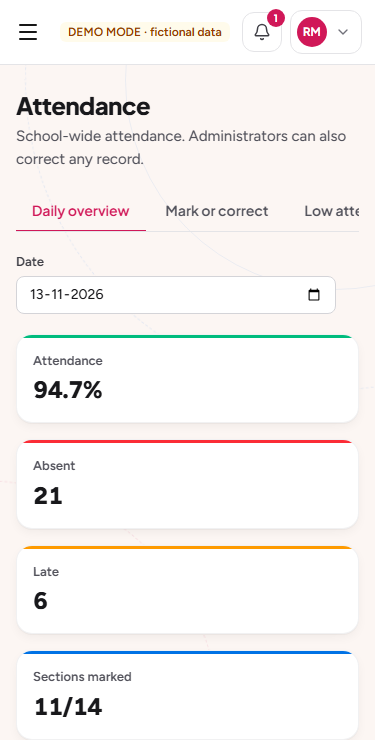 DEMO MODE · fictional data
1
RM
Attendance
School-wide attendance. Administrators can also
correct any record.
Daily overview
Mark or correct
Low atte
Date
13-11-2026
Attendance
94.7%
Absent
21
Late
6
Sections marked
11/14